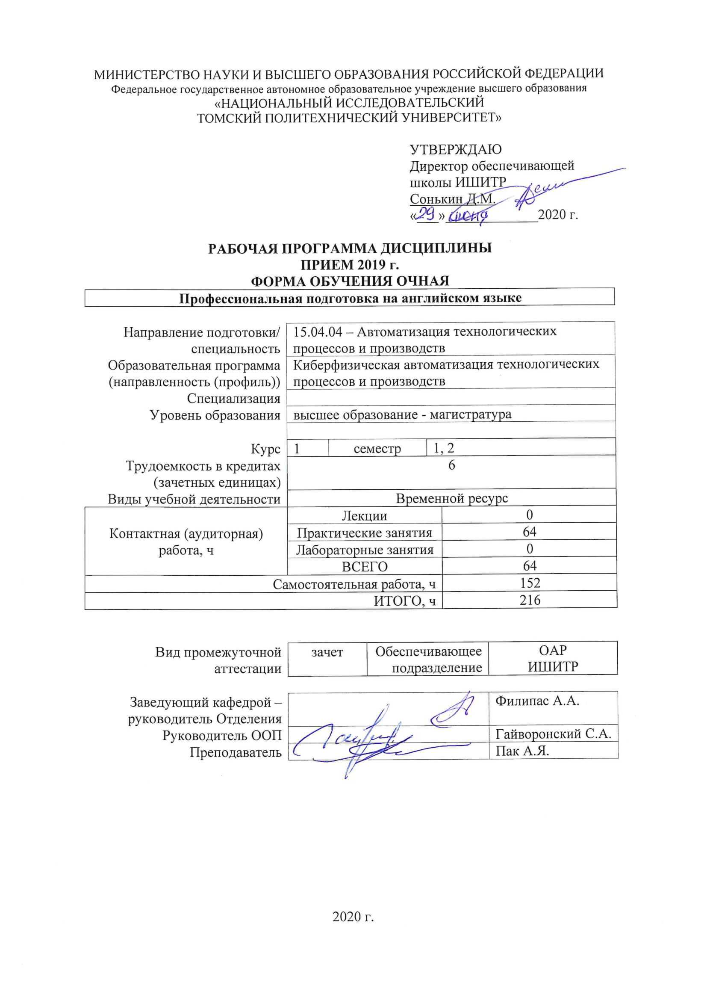 МИНИСТЕРСТВО НАУКИ И ВЫСШЕГО ОБРАЗОВАНИЯ РОССИЙСКОЙ ФЕДЕРАЦИИ
Федеральное государственное автономное образовательное учреждение высшего образования
«НАЦИОНАЛЬНЫЙ ИССЛЕДОВАТЕЛЬСКИЙ
ТОМСКИЙ ПОЛИТЕХНИЧЕСКИЙ УНИВЕРСИТЕТ»
УТВЕРЖДАЮ
Директор обеспечивающей
школы ИШИТР
Сонькин Д.М.
«29» июня 2020 г.
РАБОЧАЯ ПРОГРАММА ДИСЦИПЛИНЫ
ПРИЕМ 2019 г.
ФОРМА ОБУЧЕНИЯ ОЧНАЯ
Профессиональная подготовка на английском языке
Направление подготовки/ 15.04.04 – Автоматизация технологических
специальность процессов и производств
Образовательная программа Киберфизическая автоматизация технологических
(направленность (профиль)) процессов и производств
Специализация
Уровень образования высшее образование - магистратура
Курс 1 семестр 1, 2
Трудоемкость в кредитах 6
(зачетных единицах)
Виды учебной деятельности Временной ресурс
Лекции 0
Контактная (аудиторная) Практические занятия 64
работа, ч Лабораторные занятия 0
ВСЕГО 64
Самостоятельная работа, ч 152
ИТОГО, ч 216
Вид промежуточной зачет Обеспечивающее ОАР
аттестации подразделение ИШИТР
Заведующий кафедрой – Филипас А.А.
руководитель Отделения
Руководитель ООП Гайворонский С.А.
Преподаватель Пак А.Я.
2020 г.